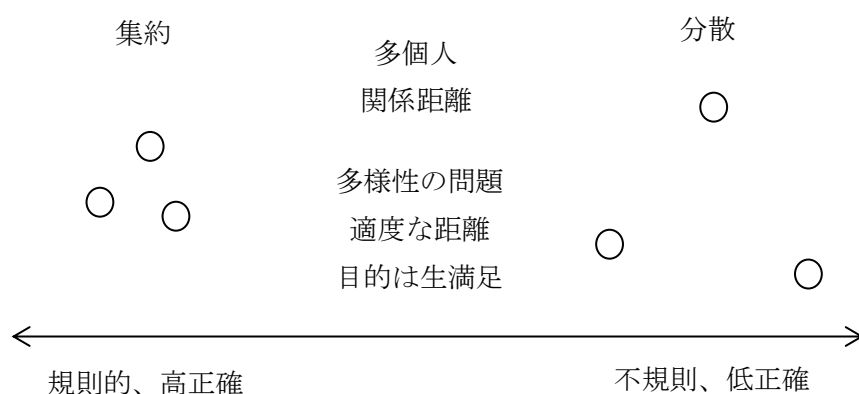 集約
多個人
分散
関係距離
多様性の問題
適度な距離
目的は生満足
規則的、高正確
不規則、低正確